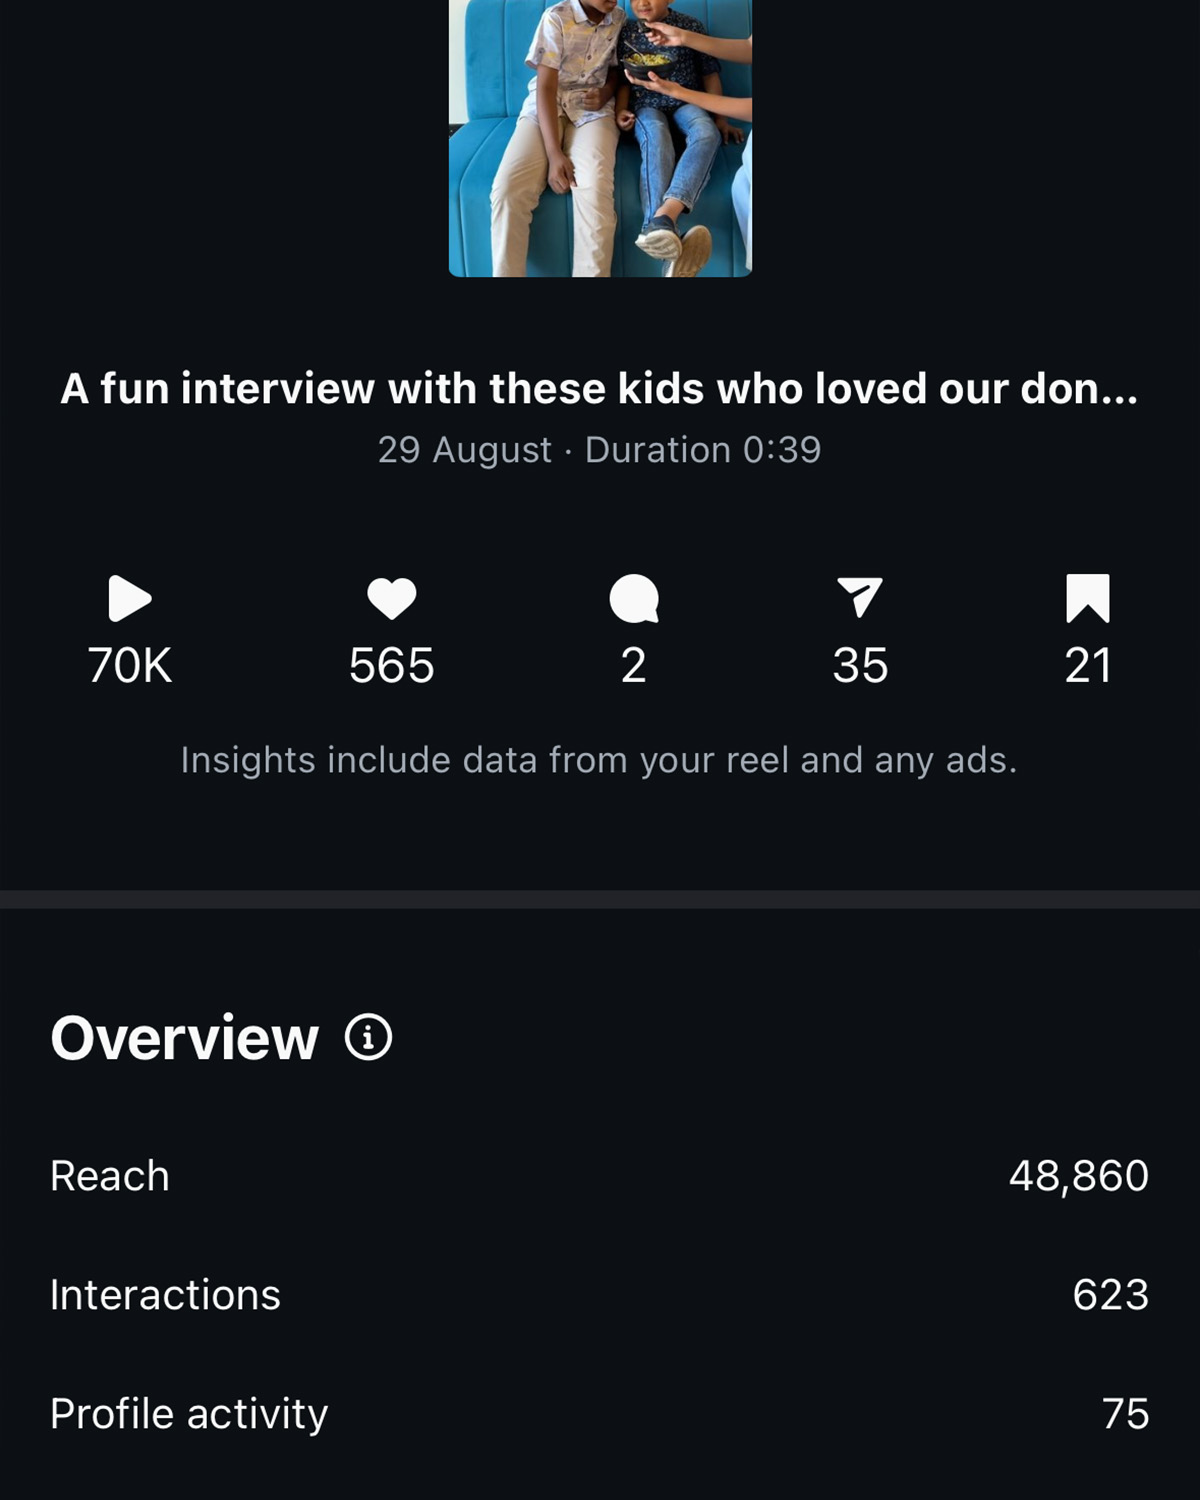 A fun interview with these kids who loved our don...
29 August · Duration 0:39
70K 565 2 35 21
Insights include data from your reel and any ads.
Overview
Reach 48,860
Interactions 623
Profile activity 75